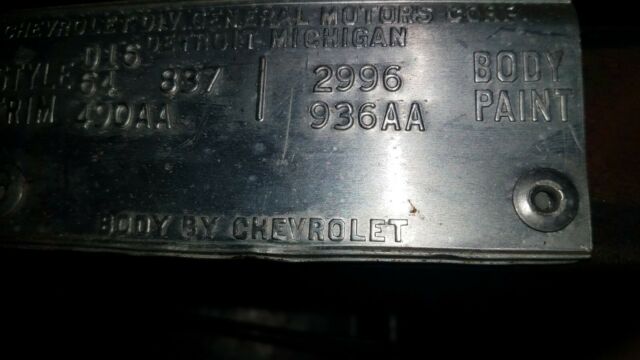 CHEVROLET DIV. GENERAL MOTORS CORP.
DETROIT, MICHIGAN
D16
STYLE 64 837 2996 BODY
TRIM 490AA 936AA PAINT
BODY BY CHEVROLET